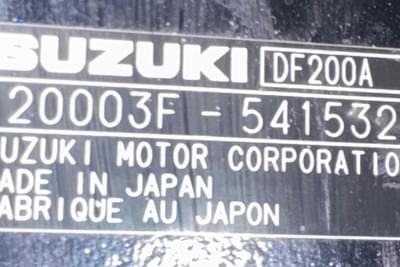 SUZUKI DF200A
20003F - 541532
UZUKI MOTOR CORPORATIO
ADE IN JAPAN
ABRIQUE AU JAPON